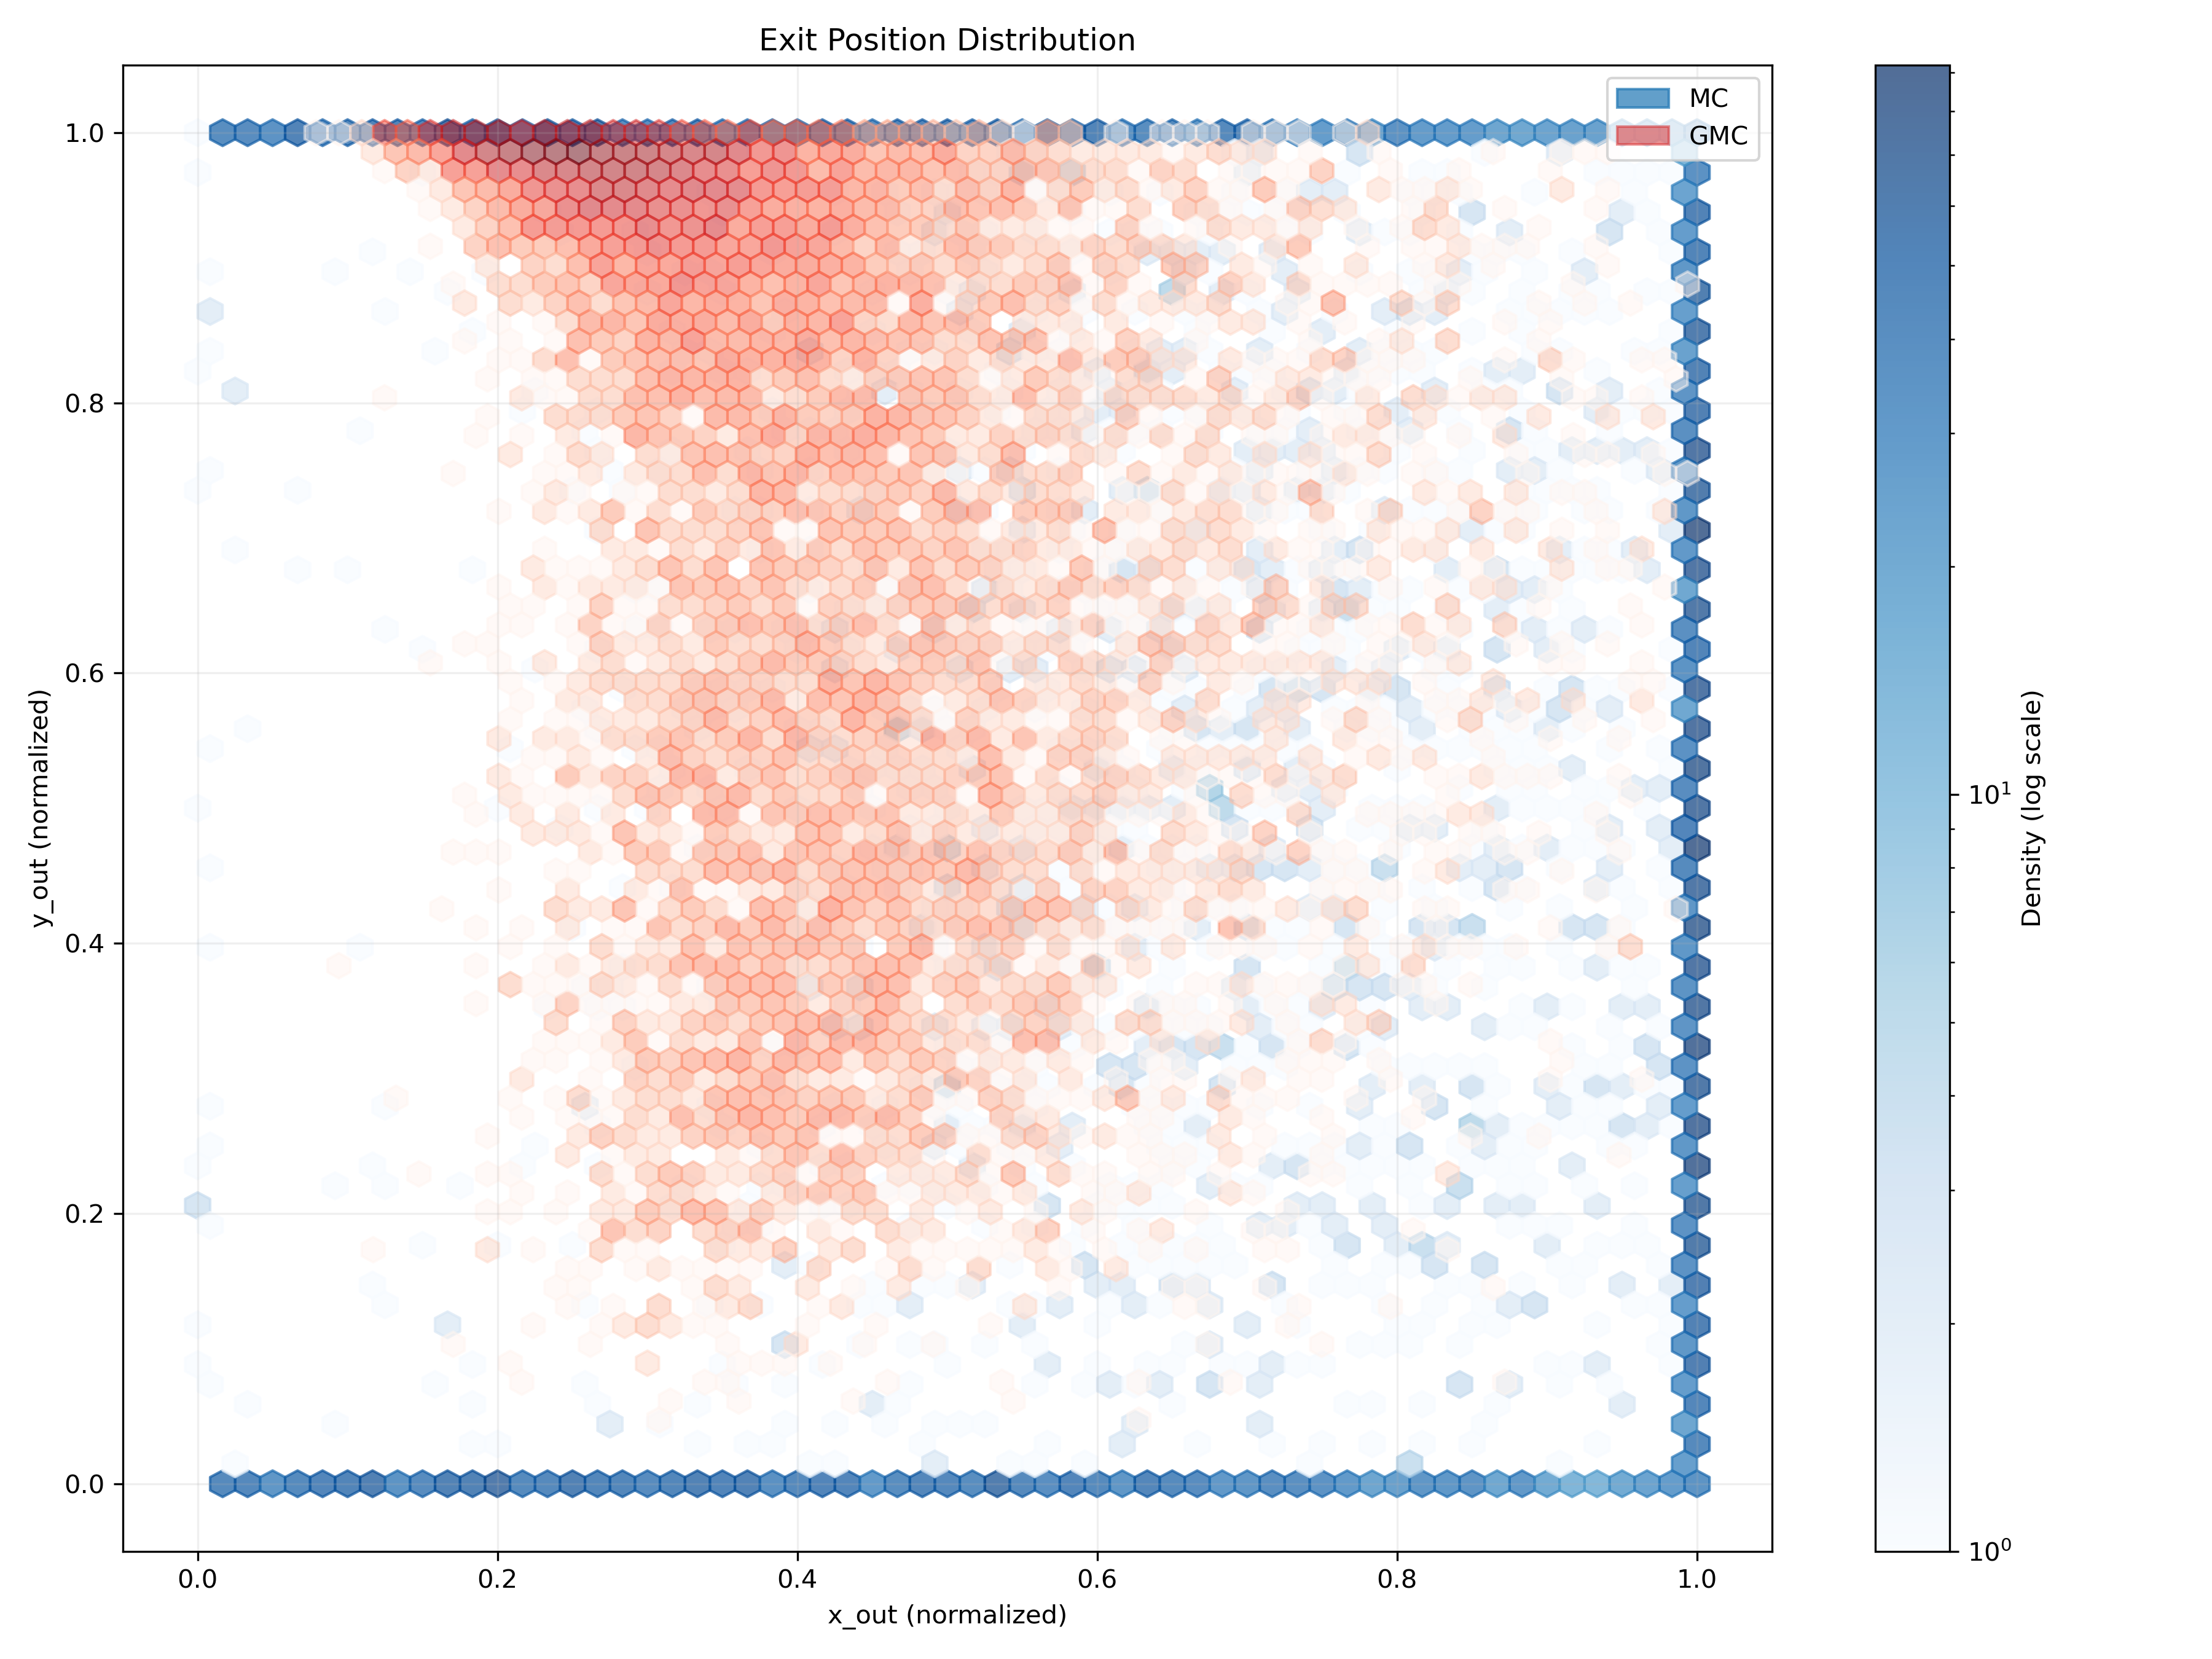 Exit Position Distribution
MC
GMC
1.0
0.8
0.6
0.4
0.2
0.0
y_out (normalized)
0.0 0.2 0.4 0.6 0.8 1.0
x_out (normalized)
10¹
10⁰
Density (log scale)